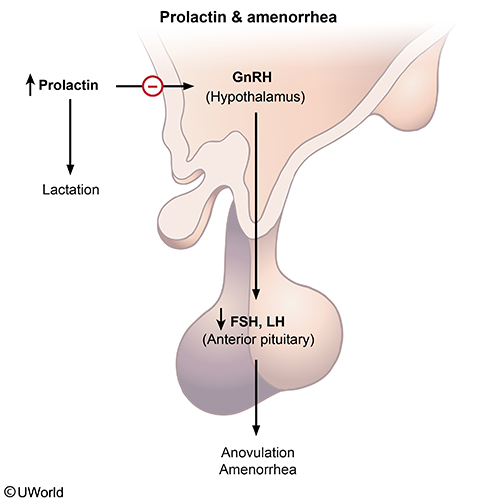 Prolactin & amenorrhea
↑ Prolactin
−
GnRH
(Hypothalamus)
Lactation
↓ FSH, LH
(Anterior pituitary)
Anovulation
Amenorrhea
©UWorld